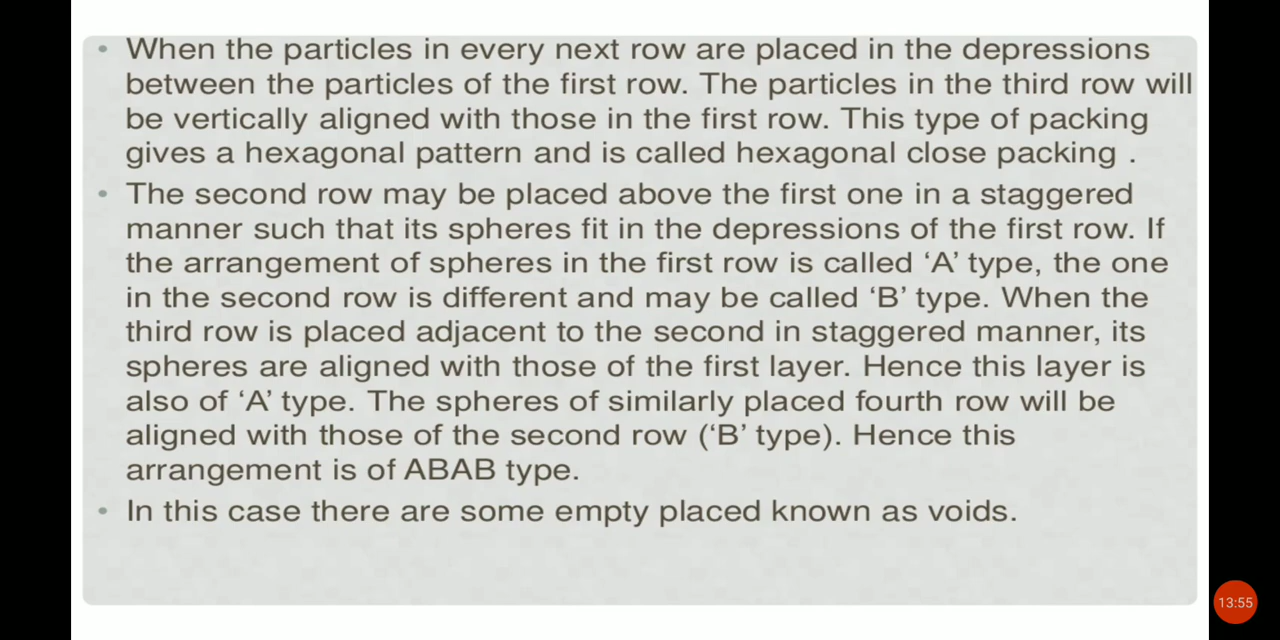 • When the particles in every next row are placed in the depressions
between the particles of the first row. The particles in the third row will
be vertically aligned with those in the first row. This type of packing
gives a hexagonal pattern and is called hexagonal close packing .
• The second row may be placed above the first one in a staggered
manner such that its spheres fit in the depressions of the first row. If
the arrangement of spheres in the first row is called ‘A’ type, the one
in the second row is different and may be called ‘B’ type. When the
third row is placed adjacent to the second in staggered manner, its
spheres are aligned with those of the first layer. Hence this layer is
also of ‘A’ type. The spheres of similarly placed fourth row will be
aligned with those of the second row (‘B’ type). Hence this
arrangement is of ABAB type.
• In this case there are some empty placed known as voids.
13:55